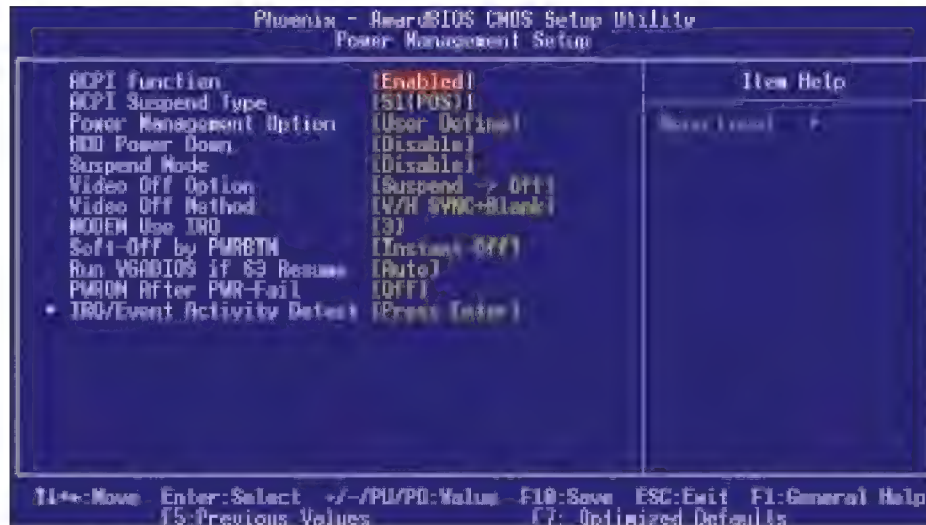 Phoenix - AwardBIOS CMOS Setup Utility
Power Management Setup
ACPI function [Enabled]
ACPI Suspend Type [S1(POS)]
Power Management Option [User Define]
HDD Power Down [Disable]
Suspend Mode [Disable]
Video Off Option [Suspend -> Off]
Video Off Method [V/H SYNC+Blank]
MODEM Use IRQ [3]
Soft-Off by PWRBTN [Instant-Off]
Run VGABIOS if S3 Resume [Auto]
PWRON After PWR-Fail [Off]
IRQ/Event Activity Detect [Press Enter]
Item Help
Menu Level
↑↓→←:Move Enter:Select +/-/PU/PD:Value F10:Save ESC:Exit F1:General Help
F5:Previous Values F7: Optimized Defaults